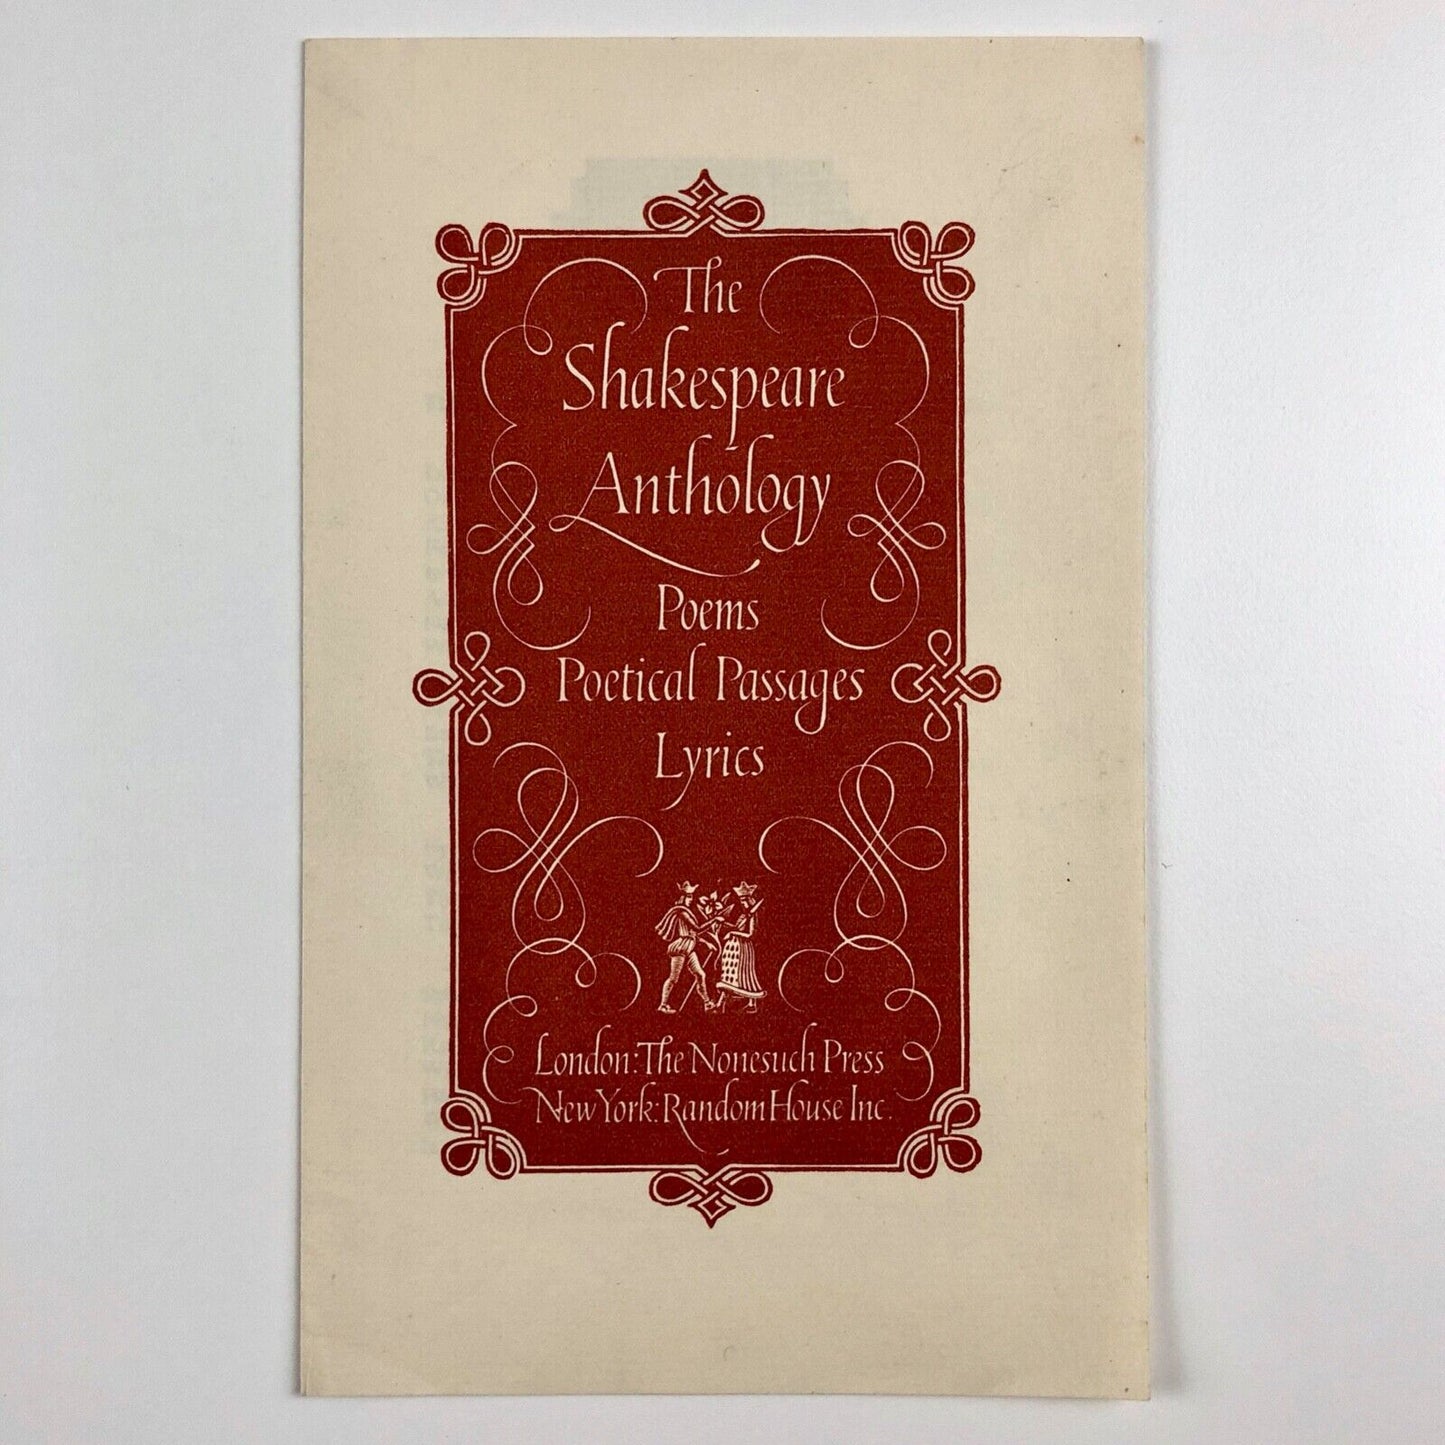 The
Shakespeare
Anthology
Poems
Poetical Passages
Lyrics
London: The Nonesuch Press
New York: Random House Inc.